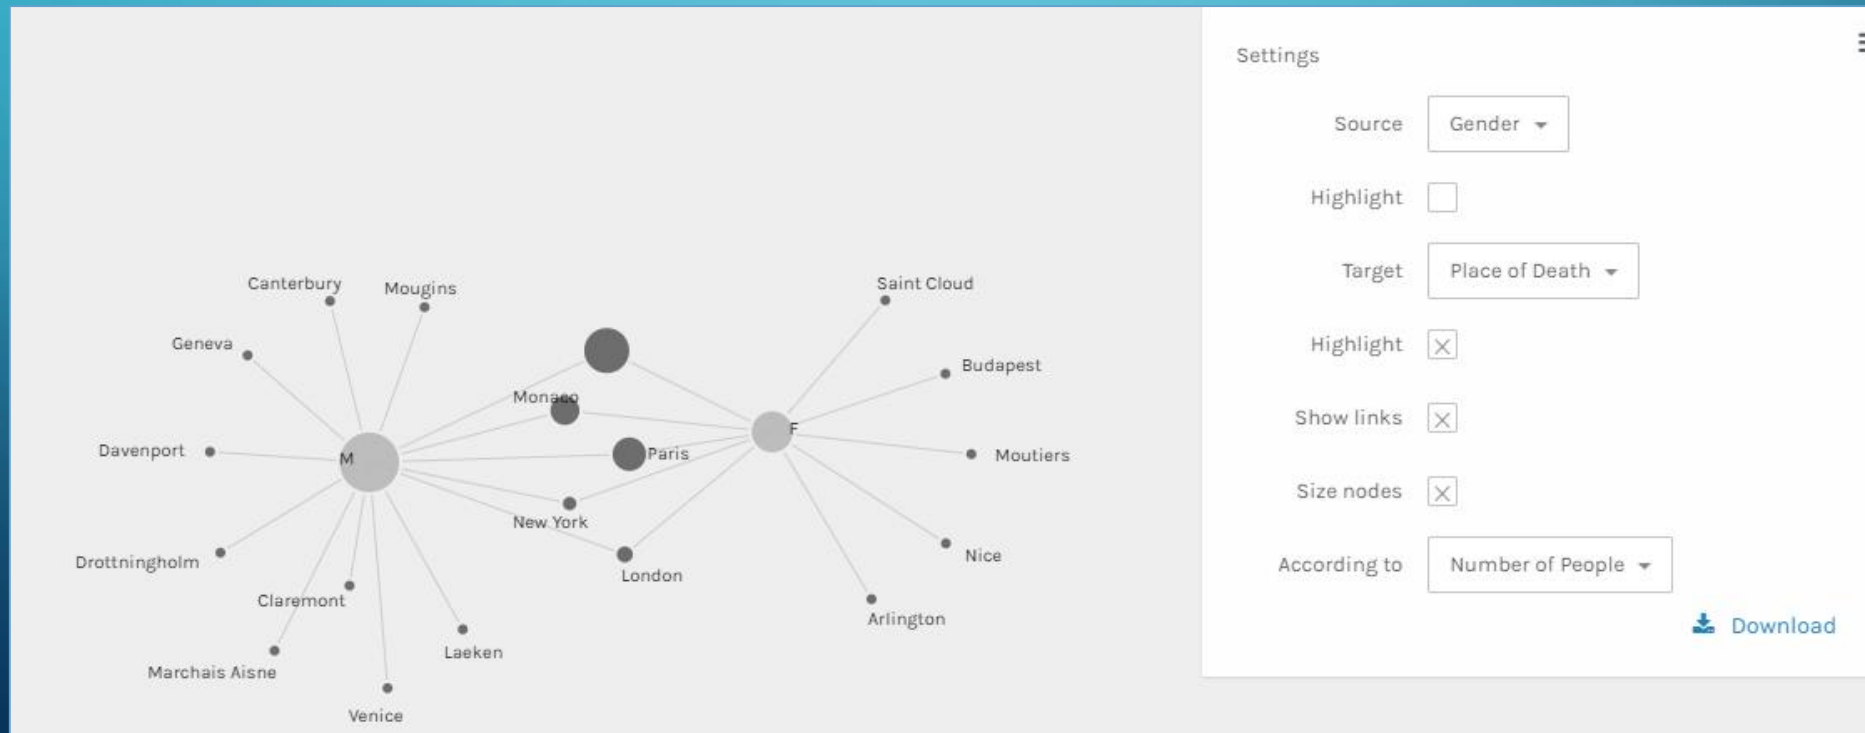 Settings
Source Gender
Highlight
Target Place of Death
Highlight
Show links
Size nodes
According to Number of People
Download
Canterbury
Mougins
Geneva
Davenport
M
Drottningholm
Claremont
Marchais Aisne
Laeken
Venice
Monaco
Paris
New York
London
F
Saint Cloud
Budapest
Moutiers
Nice
Arlington